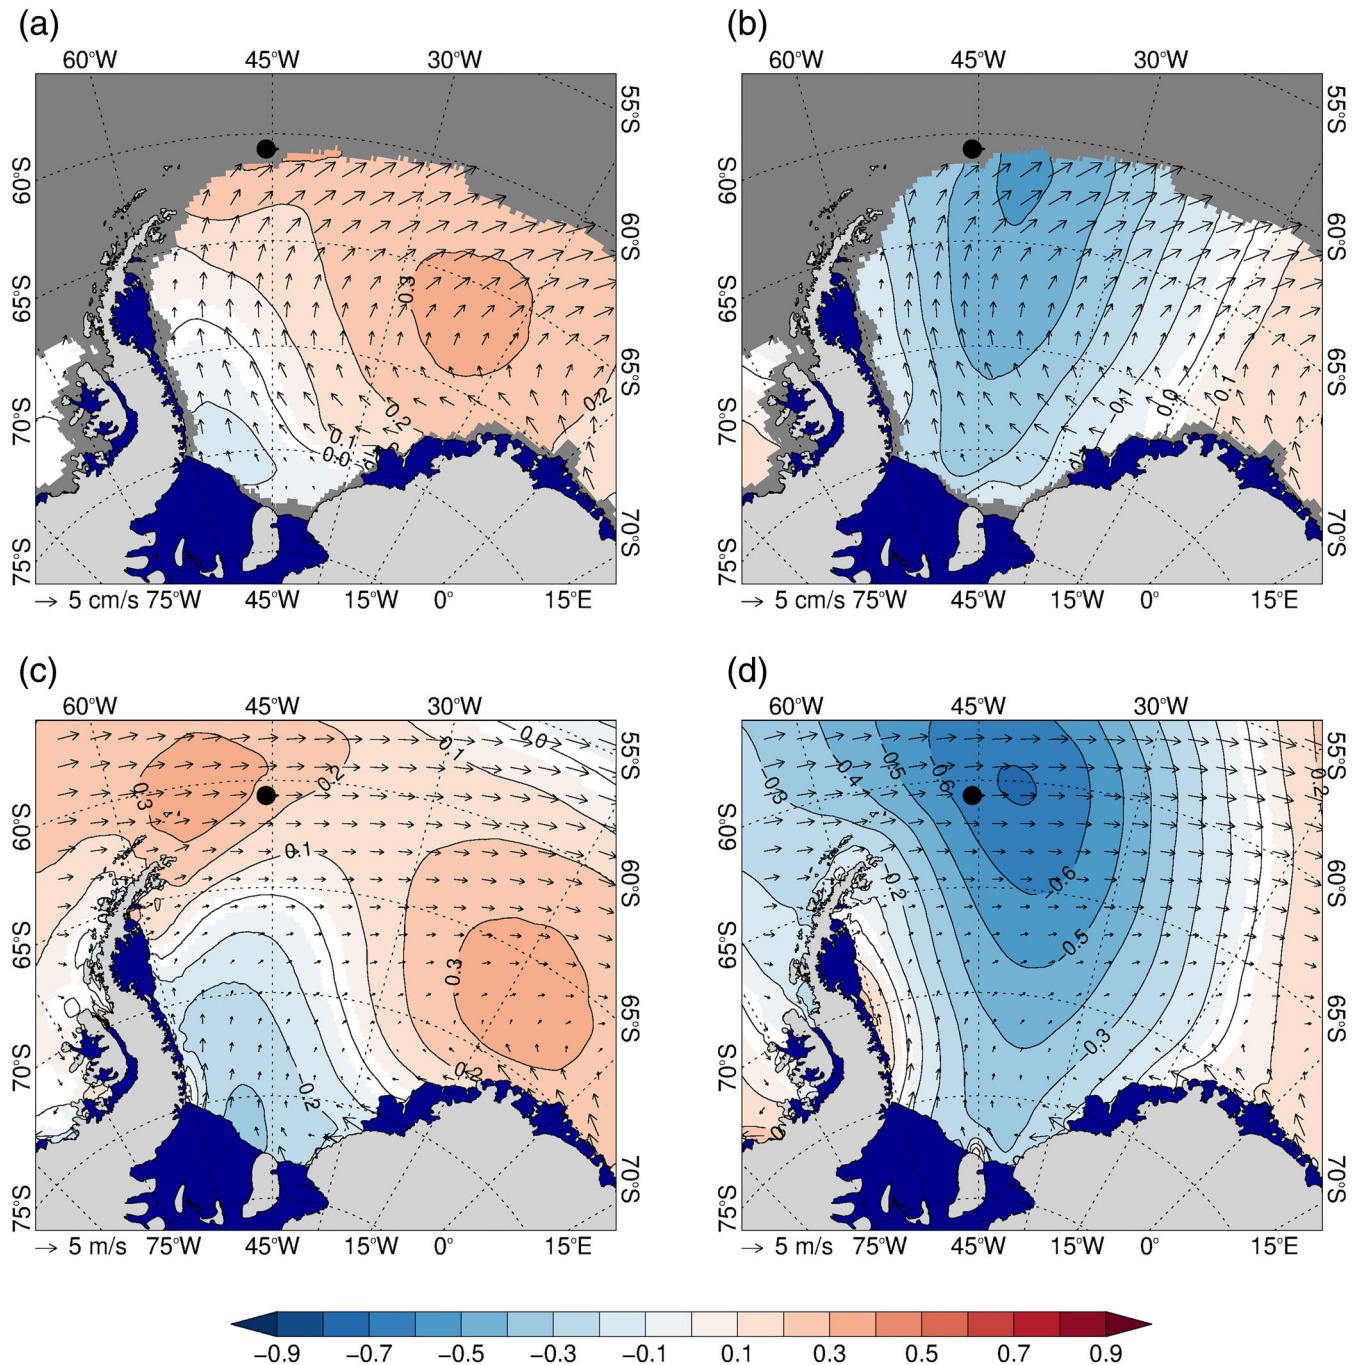 (a) (b)
60°W 45°W 30°W 60°W 45°W 30°W
55°S 55°S
60°S 60°S
60°S 60°S
0.3
65°S 65°S
65°S 65°S
0.2 0.1 0.0 0.1
70°S 0.2 70°S
0.1
0.0
70°S 70°S
75°S 75°S
5 cm/s 75°W 45°W 15°W 0° 15°E 5 cm/s 75°W 45°W 15°W 0° 15°E
(c) (d)
60°W 45°W 30°W 60°W 45°W 30°W
0.0 55°S 55°S
0.1 0.5
0.2 0.3 0.4 0.6 0.2
0.3
60°S 60°S
0.1 0.2 −0.6
60°S 60°S
65°S 65°S
0.3 −0.5
65°S 65°S
−0.3
70°S 0.2 70°S
0.2
70°S 70°S
75°S 75°S
5 m/s 75°W 45°W 15°W 0° 15°E 5 m/s 75°W 45°W 15°W 0° 15°E
−0.9 −0.7 −0.5 −0.3 −0.1 0.1 0.3 0.5 0.7 0.9